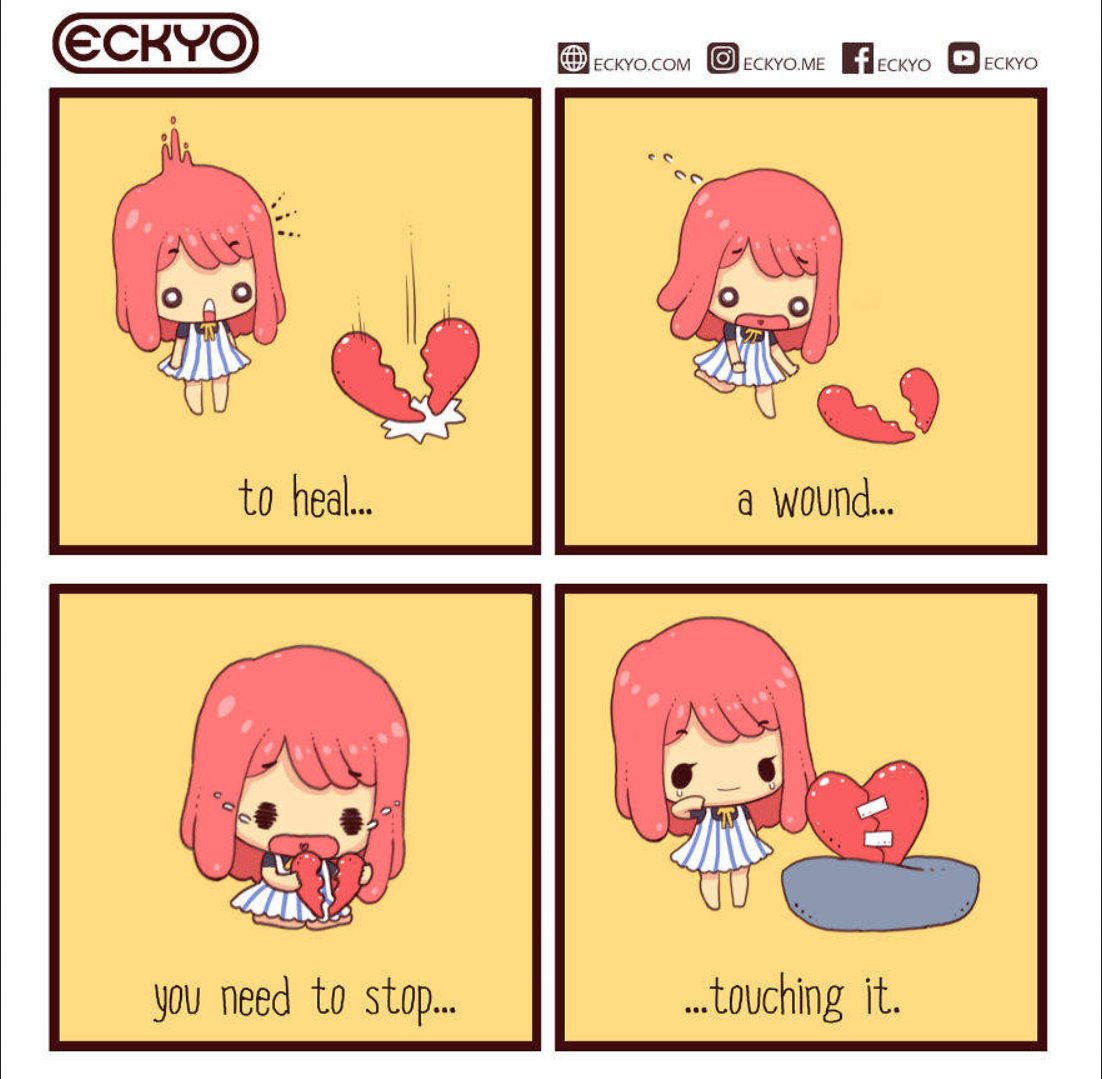 ECKYO
ECKYO.COM ECKYO.ME ECKYO ECKYO
to heal...
a wound...
you need to stop...
...touching it.